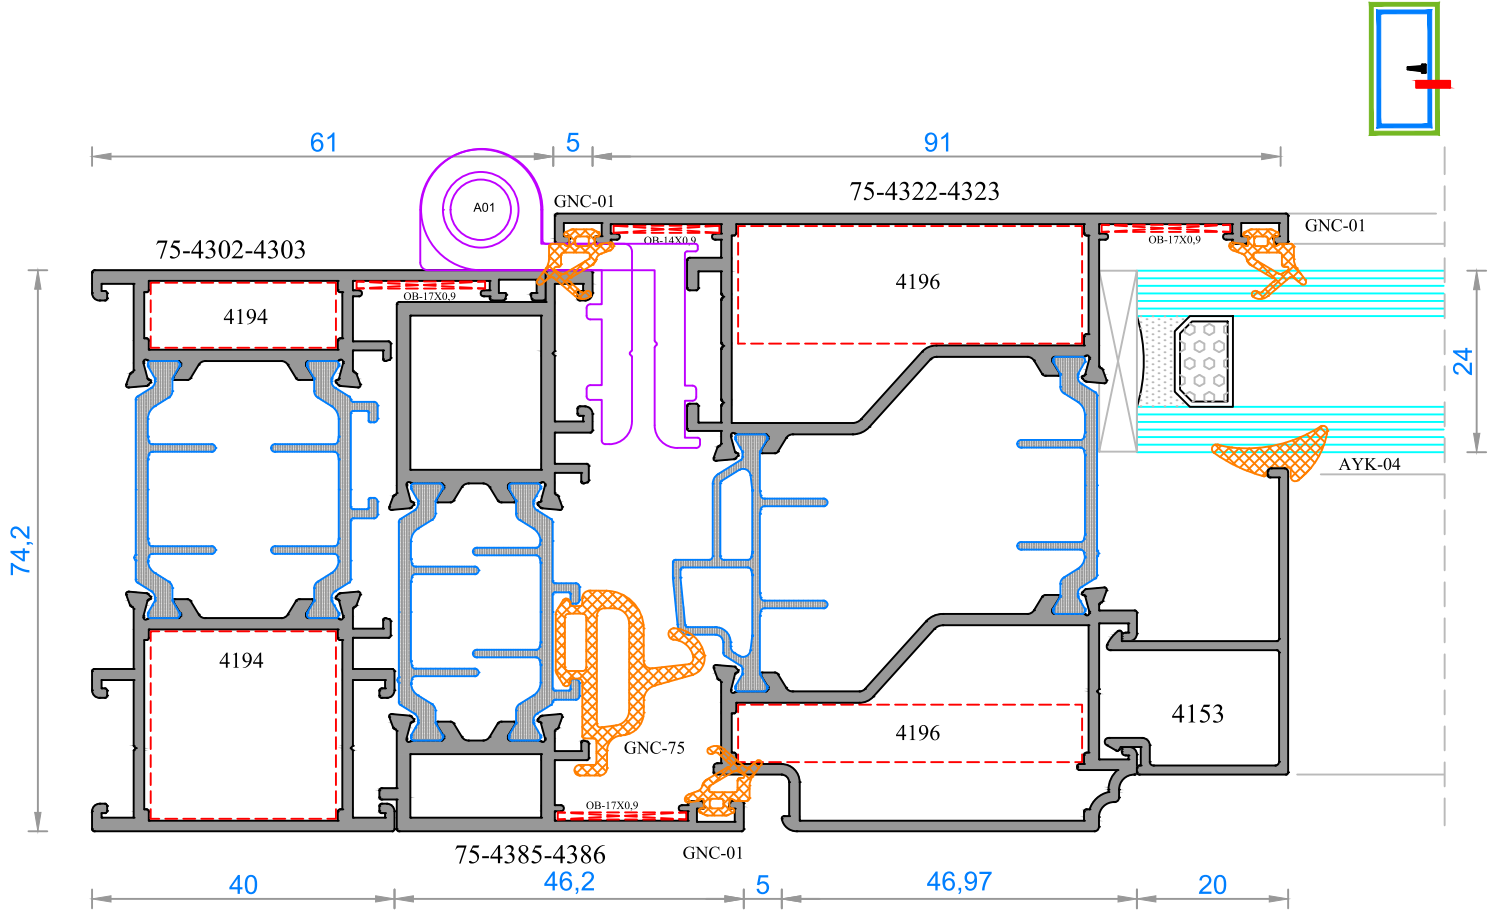 61
5
91
75-4322-4323
GNC-01
A01
GNC-01
OB-14X0,9
OB-17X0,9
75-4302-4303
4196
OB-17X0,9
4194
24
AYK-04
74,2
4194
4153
4196
GNC-75
OB-17X0,9
75-4385-4386
GNC-01
40
46,2
5
46,97
20